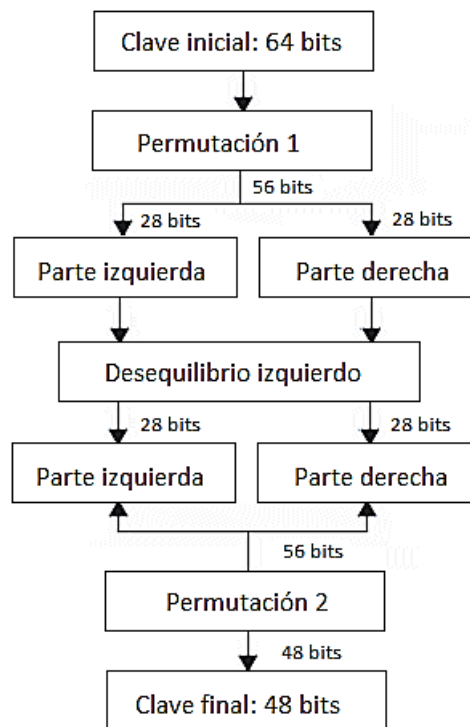 Clave inicial: 64 bits
Permutación 1
56 bits
28 bits
28 bits
Parte izquierda
Parte derecha
Desequilibrio izquierdo
28 bits
28 bits
Parte izquierda
Parte derecha
56 bits
Permutación 2
48 bits
Clave final: 48 bits